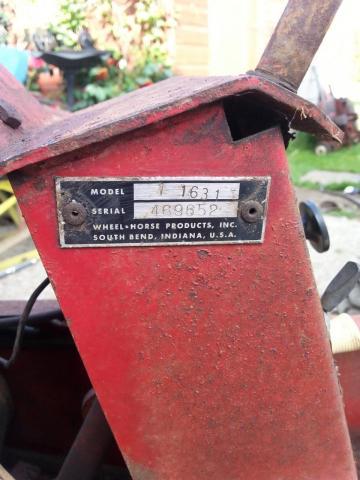 MODEL 1 1631
SERIAL 469652
WHEEL•HORSE PRODUCTS, INC.
SOUTH BEND, INDIANA, U.S.A.